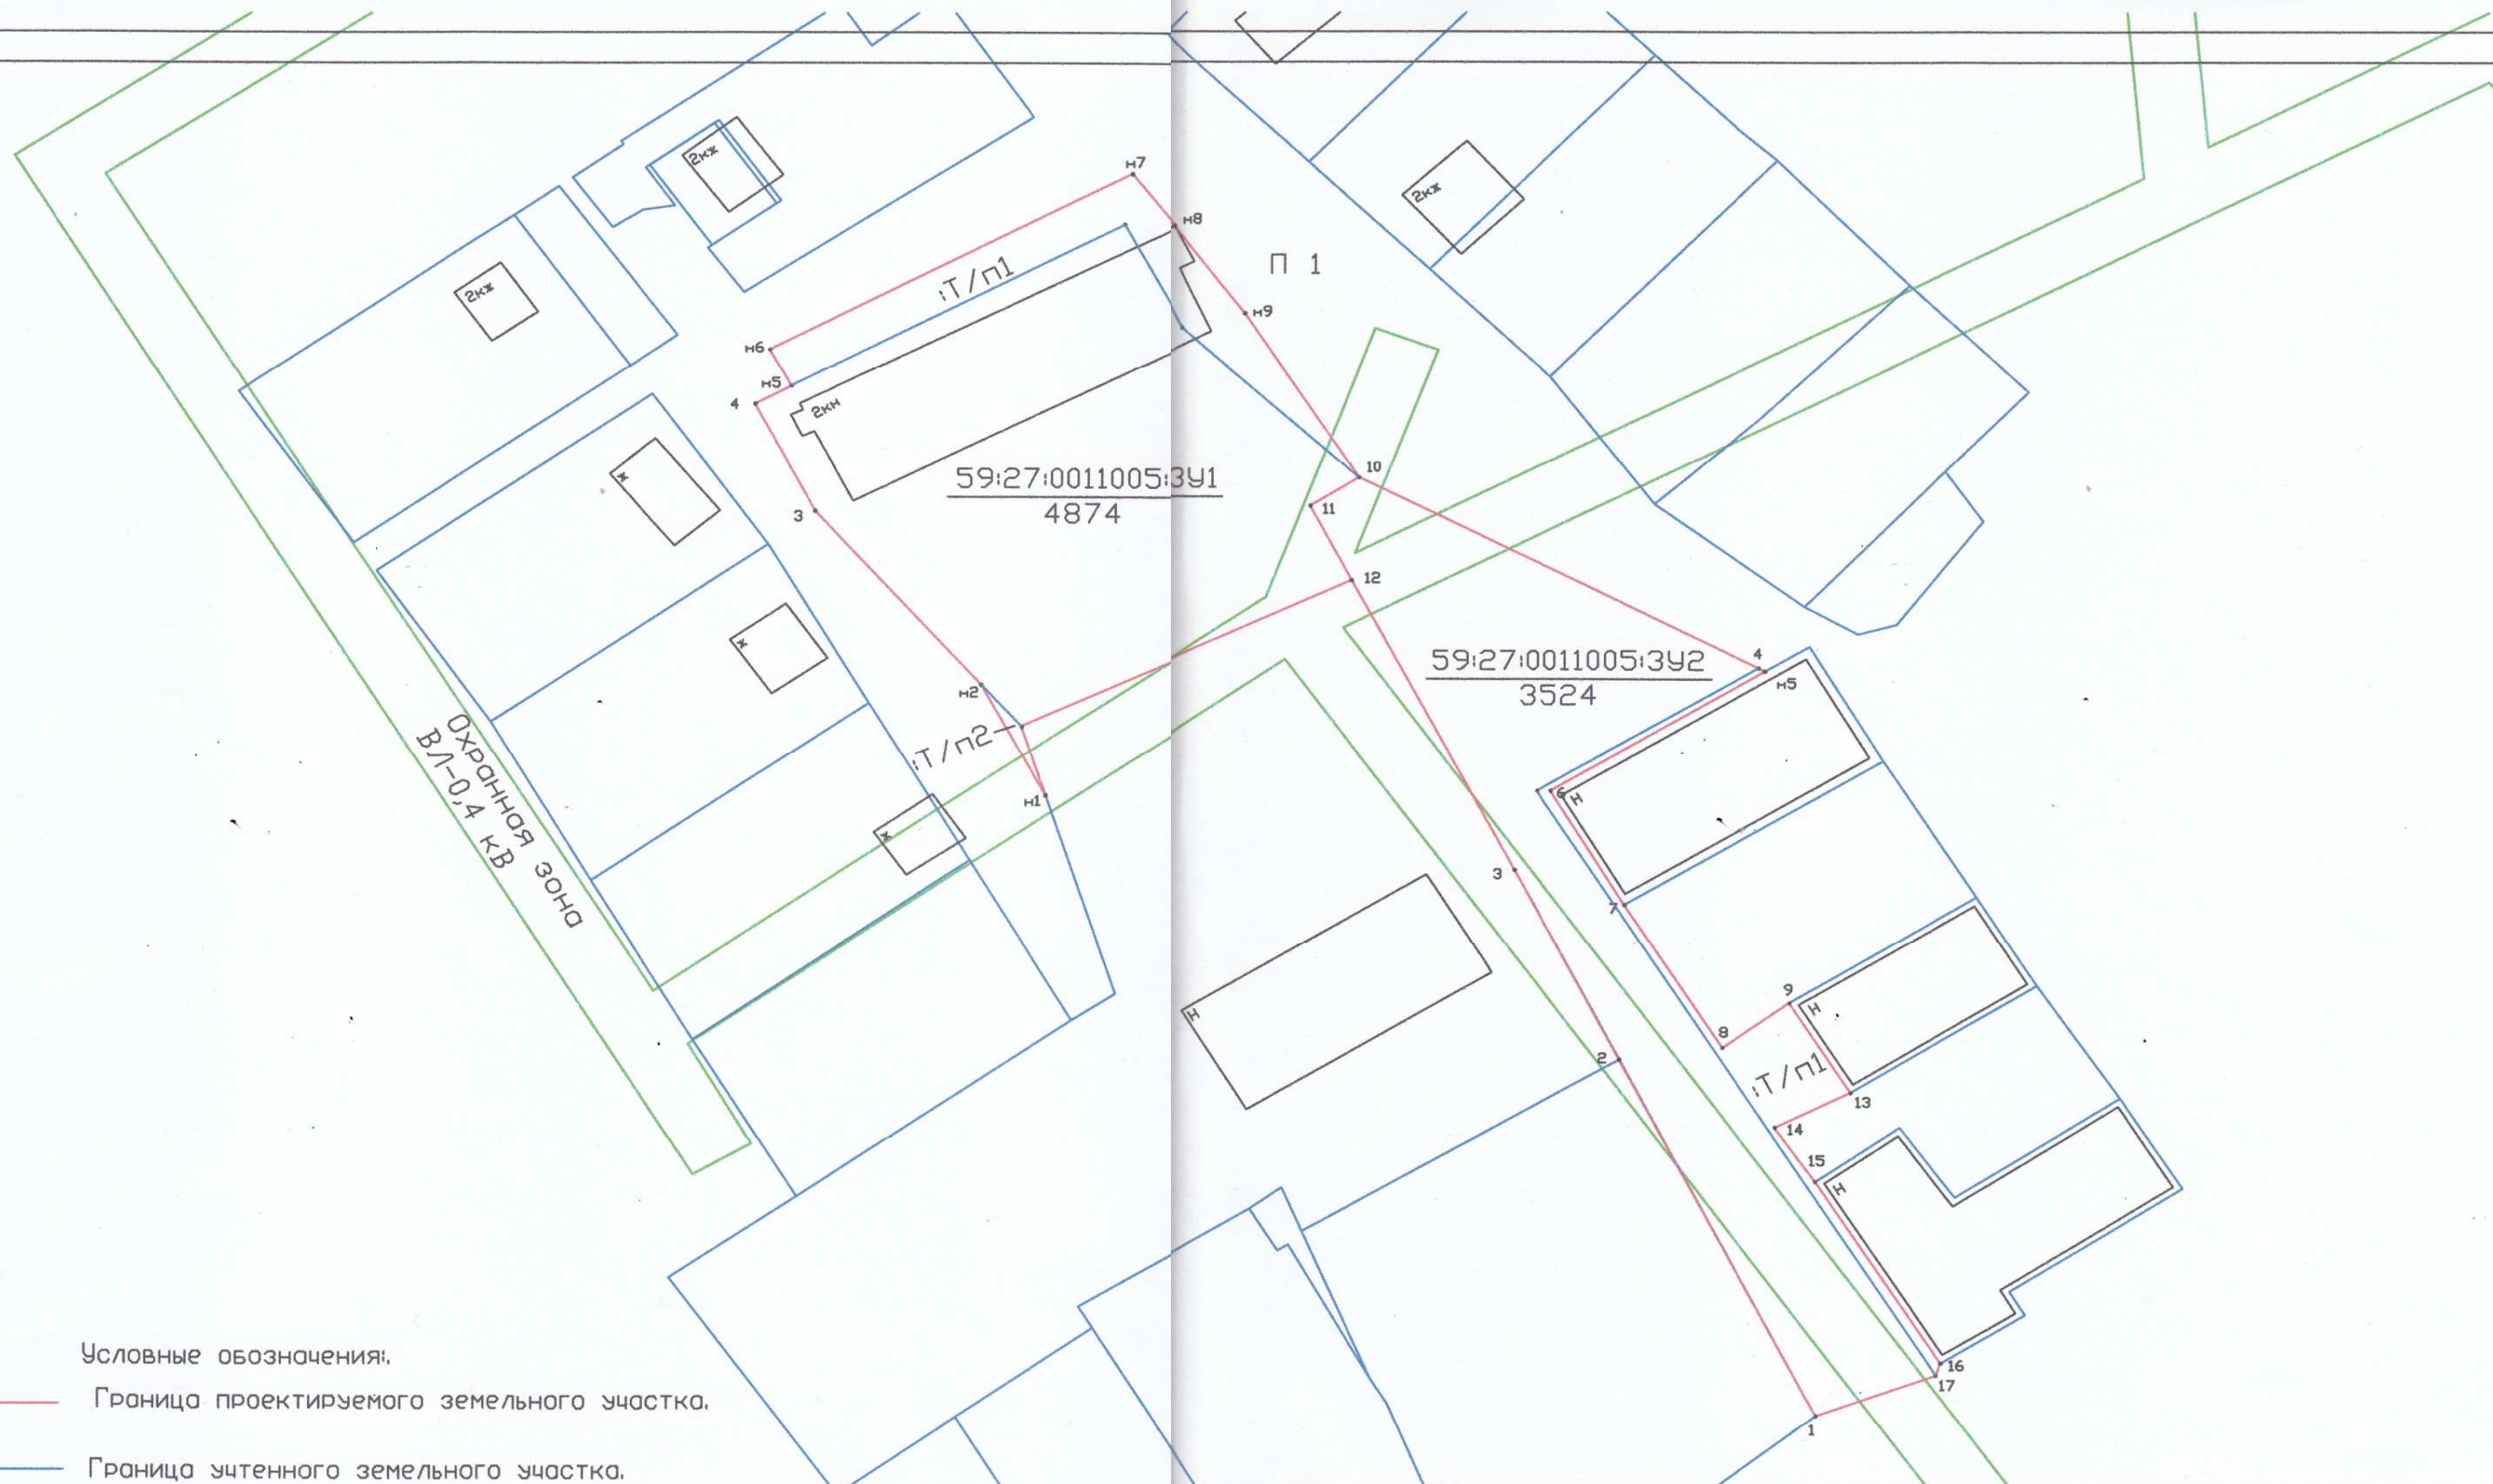 н7
2кж
н8
2кж
П 1
:Т/п1
2кж
н9
н6
н5
4
2кн
10
59:27:0011005:ЗУ1
4874
ж
11
3
12
59:27:0011005:ЗУ2
3524
4
н5
ж
н2
:Т/п2
Охранная зона
ВЛ-0,4 кВ
6
Н
н1
ж
3
7
9
Н
Н
8
2
:Т/п1
13
14
15
Н
16
17
1
Условные обозначения:.
Граница проектируемого земельного участка.
Граница учтенного земельного участка.